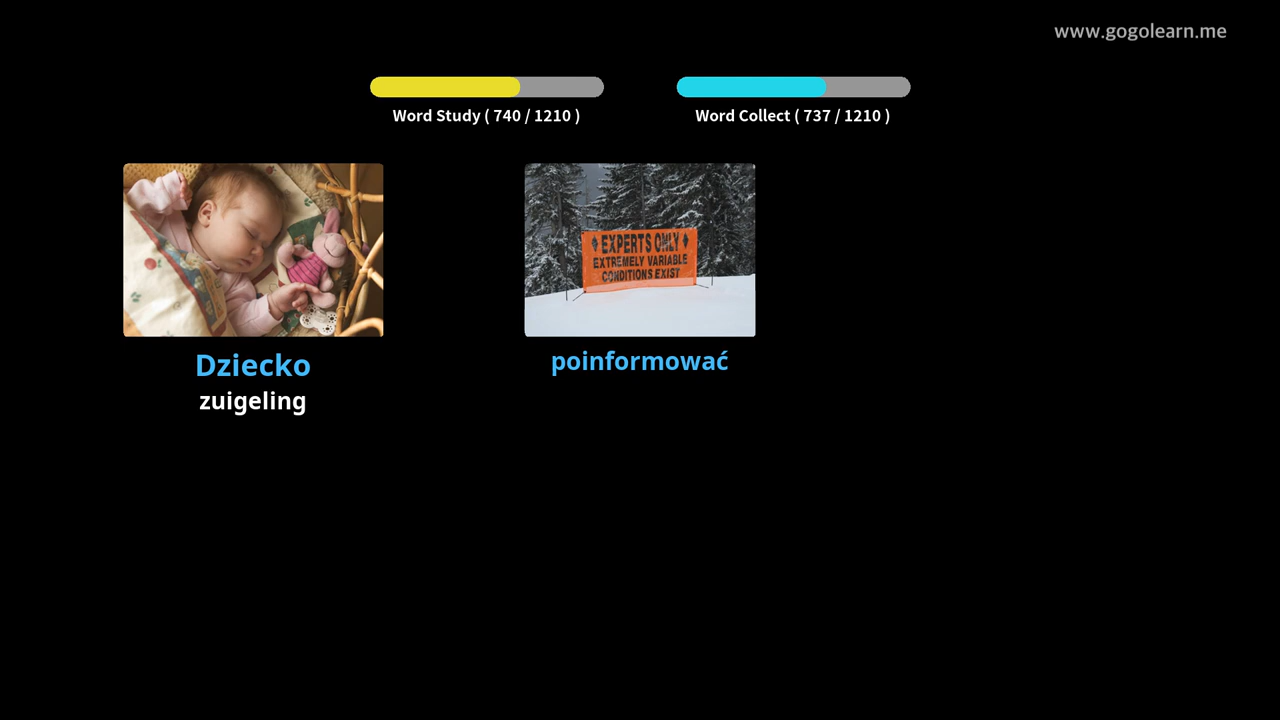 www.gogolearn.me
Word Study ( 740 / 1210 )
Word Collect ( 737 / 1210 )
EXPERTS ONLY
EXTREMELY VARIABLE
CONDITIONS EXIST
Dziecko
zuigeling
poinformować